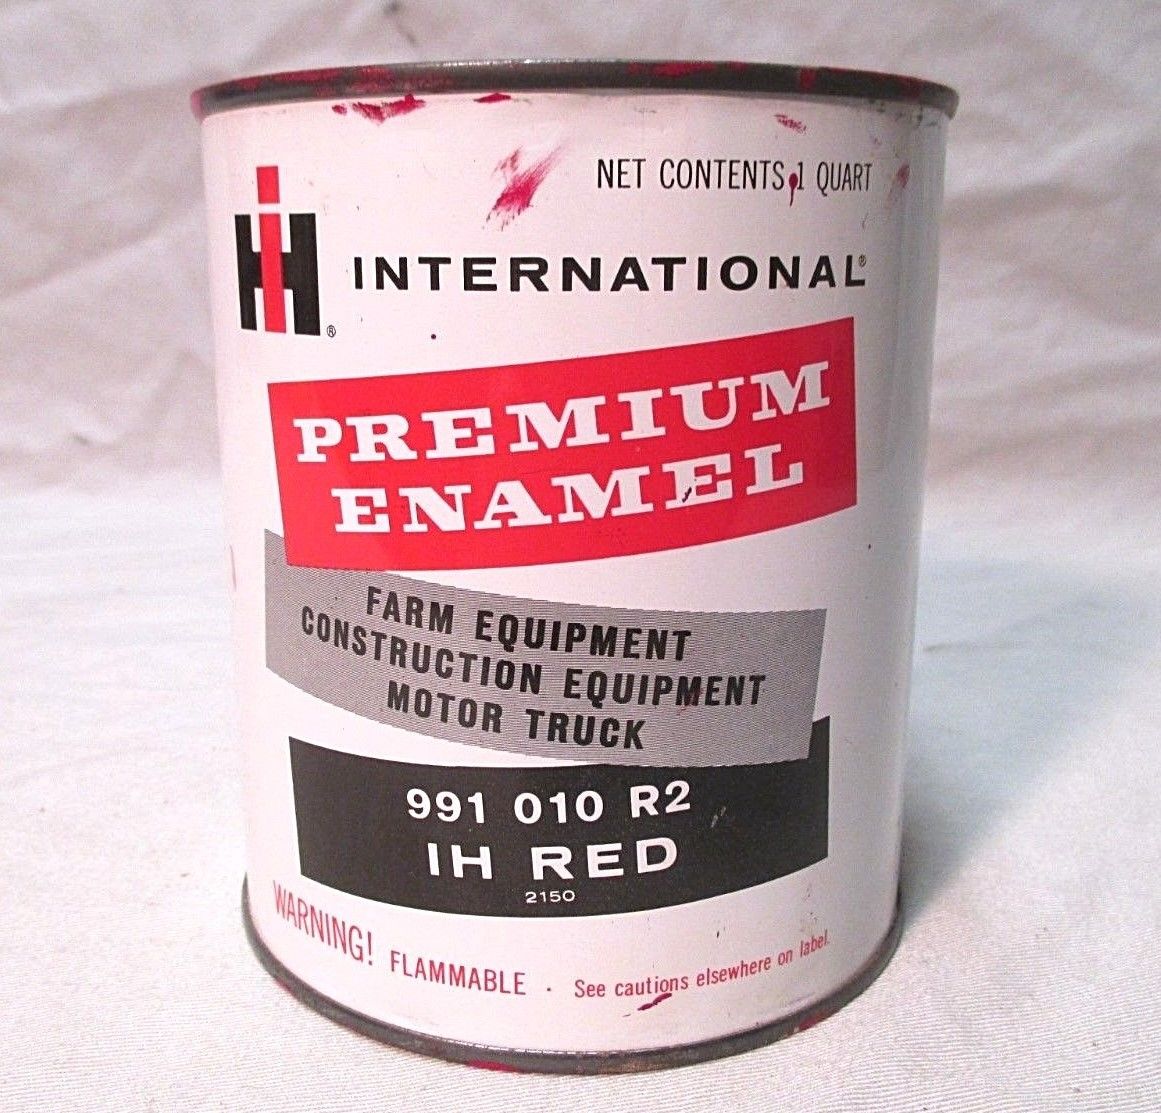 NET CONTENTS 1 QUART
IH ®
INTERNATIONAL®
PREMIUM
ENAMEL
FARM EQUIPMENT
CONSTRUCTION EQUIPMENT
MOTOR TRUCK
991 010 R2
IH RED
2150
WARNING! FLAMMABLE · See cautions elsewhere on label.